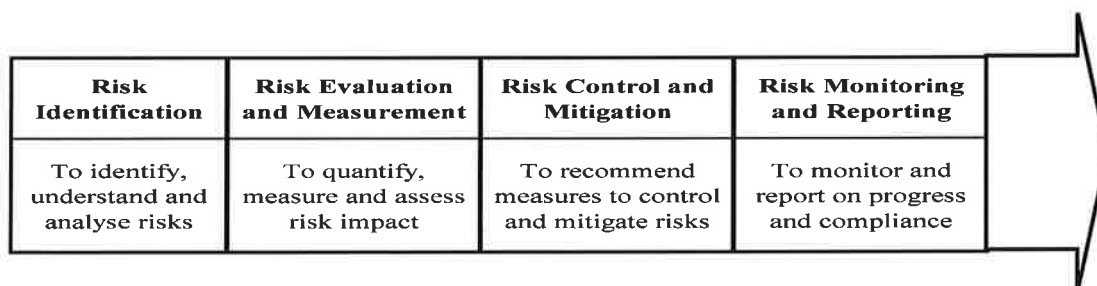 Risk
Identification
Risk Evaluation
and Measurement
Risk Control and
Mitigation
Risk Monitoring
and Reporting
To identify,
understand and
analyse risks
To quantify,
measure and assess
risk impact
To recommend
measures to control
and mitigate risks
To monitor and
report on progress
and compliance